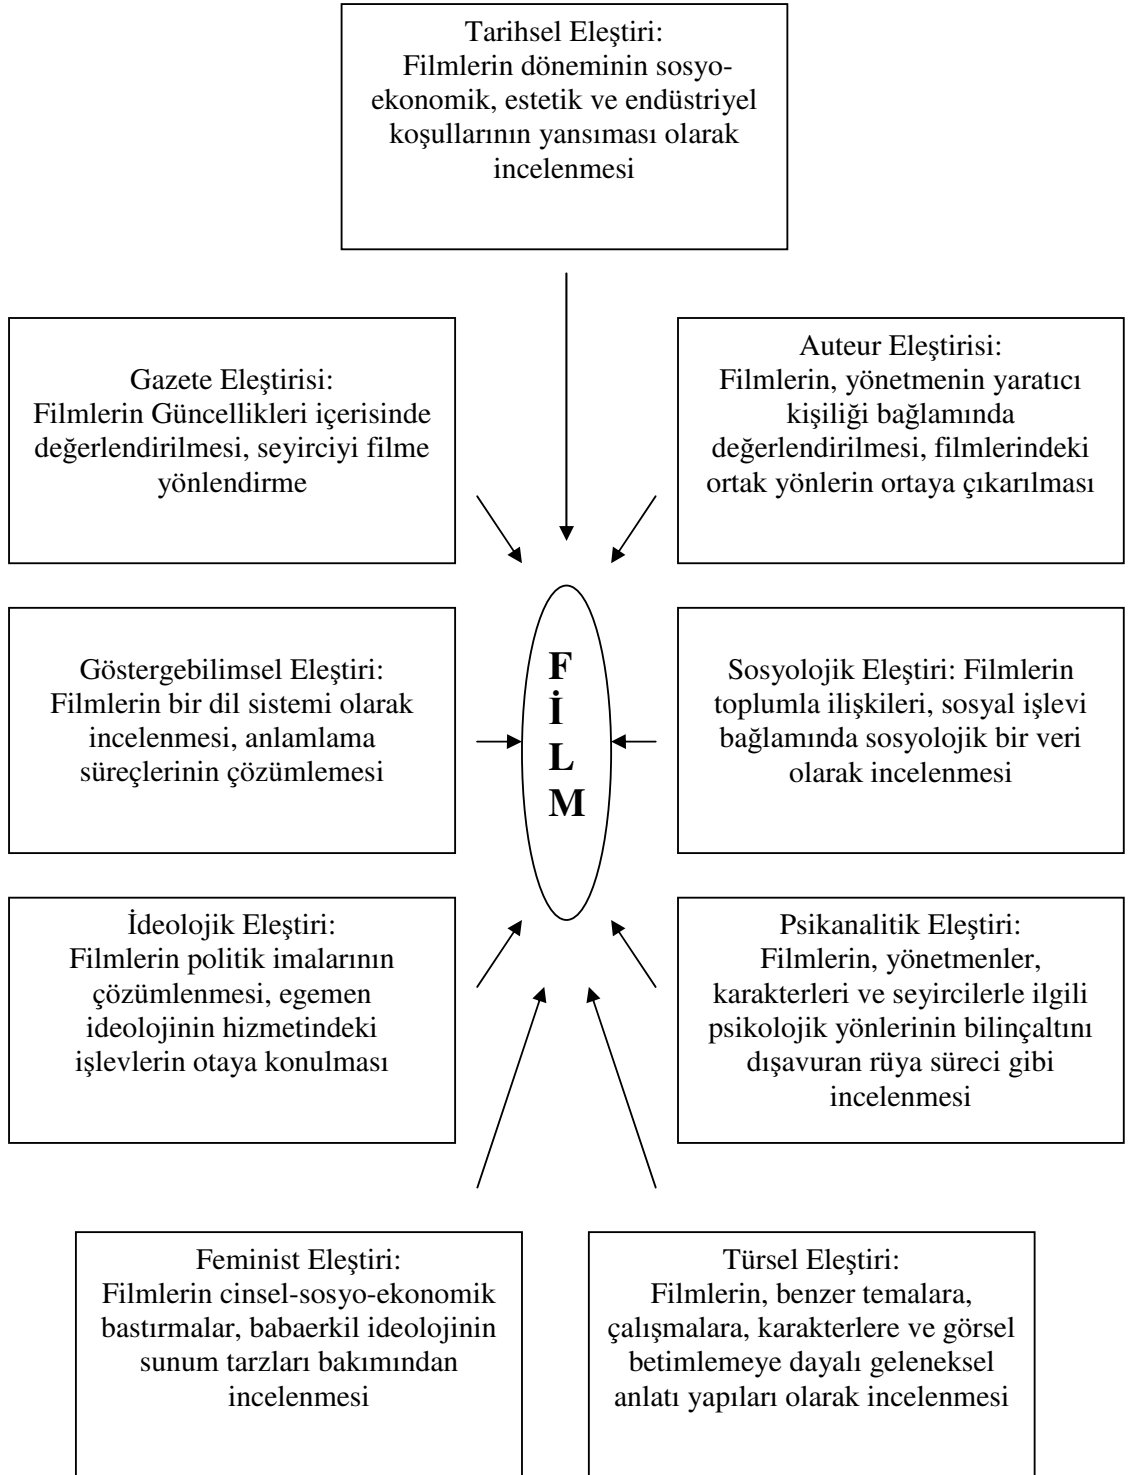 Tarihsel Eleştiri:
Filmlerin döneminin sosyo-
ekonomik, estetik ve endüstriyel
koşullarının yansıması olarak
incelenmesi
Gazete Eleştirisi:
Filmlerin Güncellikleri içerisinde
değerlendirilmesi, seyirciyi filme
yönlendirme
Auteur Eleştirisi:
Filmlerin, yönetmenin yaratıcı
kişiliği bağlamında
değerlendirilmesi, filmlerindeki
ortak yönlerin ortaya çıkarılması
Göstergebilimsel Eleştiri:
Filmlerin bir dil sistemi olarak
incelenmesi, anlamlama
süreçlerinin çözümlemesi
F
İ
L
M
Sosyolojik Eleştiri: Filmlerin
toplumla ilişkileri, sosyal işlevi
bağlamında sosyolojik bir veri
olarak incelenmesi
İdeolojik Eleştiri:
Filmlerin politik imalarının
çözümlenmesi, egemen
ideolojinin hizmetindeki
işlevlerin otaya konulması
Psikanalitik Eleştiri:
Filmlerin, yönetmenler,
karakterleri ve seyircilerle ilgili
psikolojik yönlerinin bilinçaltını
dışavuran rüya süreci gibi
incelenmesi
Feminist Eleştiri:
Filmlerin cinsel-sosyo-ekonomik
bastırmalar, babaerkil ideolojinin
sunum tarzları bakımından
incelenmesi
Türsel Eleştiri:
Filmlerin, benzer temalara,
çalışmalara, karakterlere ve görsel
betimlemeye dayalı geleneksel
anlatı yapıları olarak incelenmesi